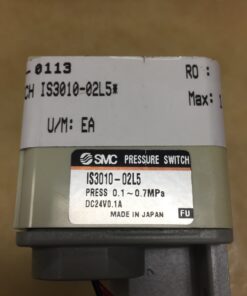 -0113
RO :
CH IS3010-02L5*
Max:
U/M: EA
SMC PRESSURE SWITCH
IS3010-02L5
PRESS 0.1~0.7MPa
DC24V0.1A
MADE IN JAPAN
FU